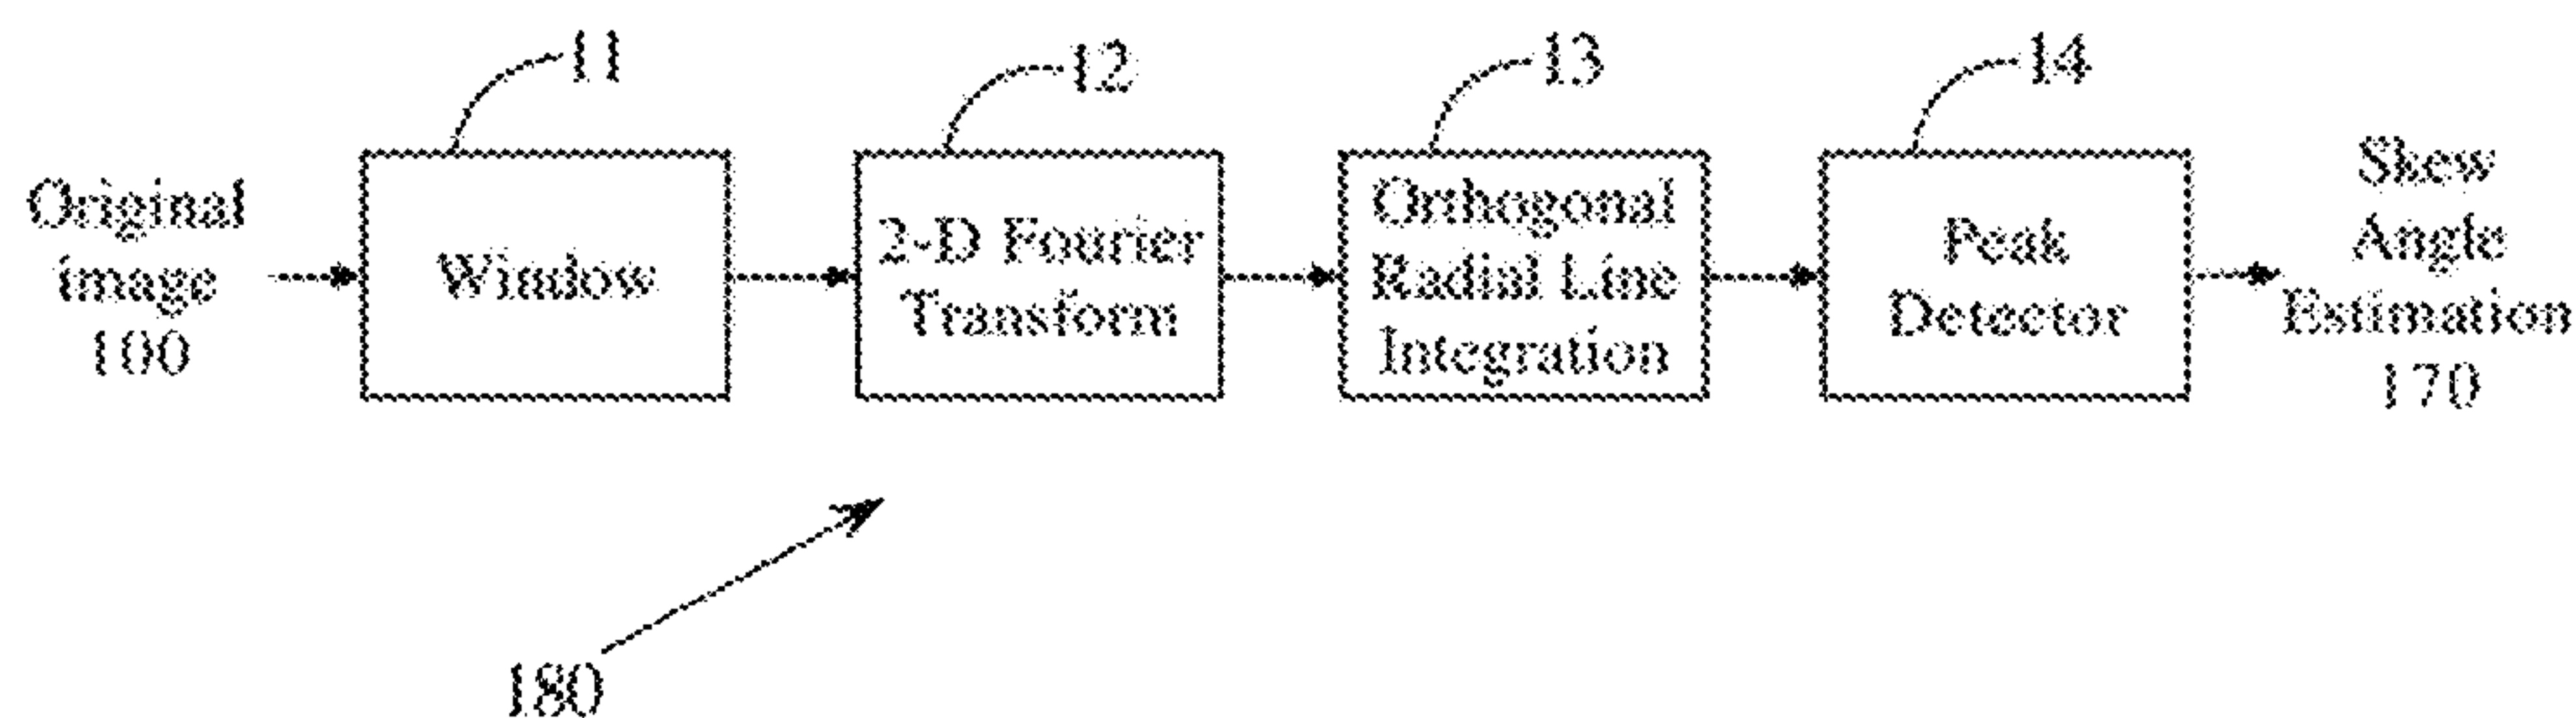 11
12
13
14
Original
image
100
Window
2-D Fourier
Transform
Orthogonal
Radial Line
Integration
Peak
Detector
Skew
Angle
Estimation
170
180